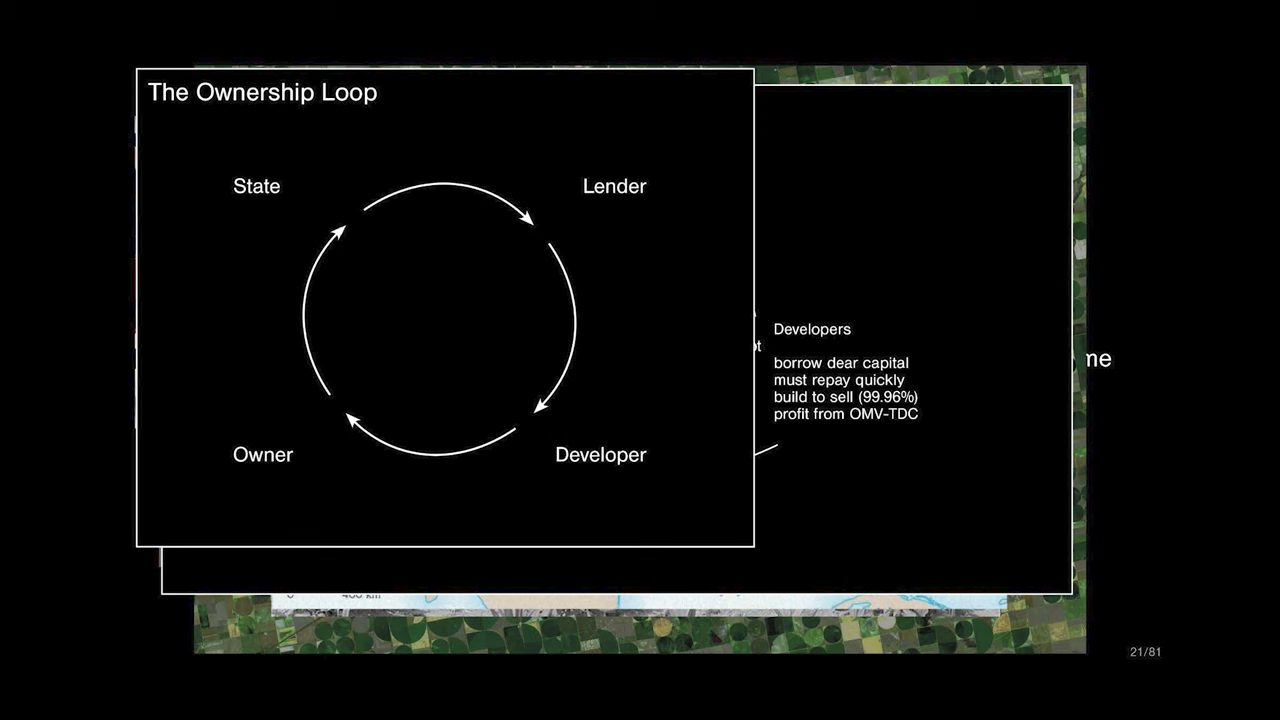 The Ownership Loop
State
Lender
Owner
Developer
Developers
borrow dear capital
must repay quickly
build to sell (99.96%)
profit from OMV-TDC
21/81